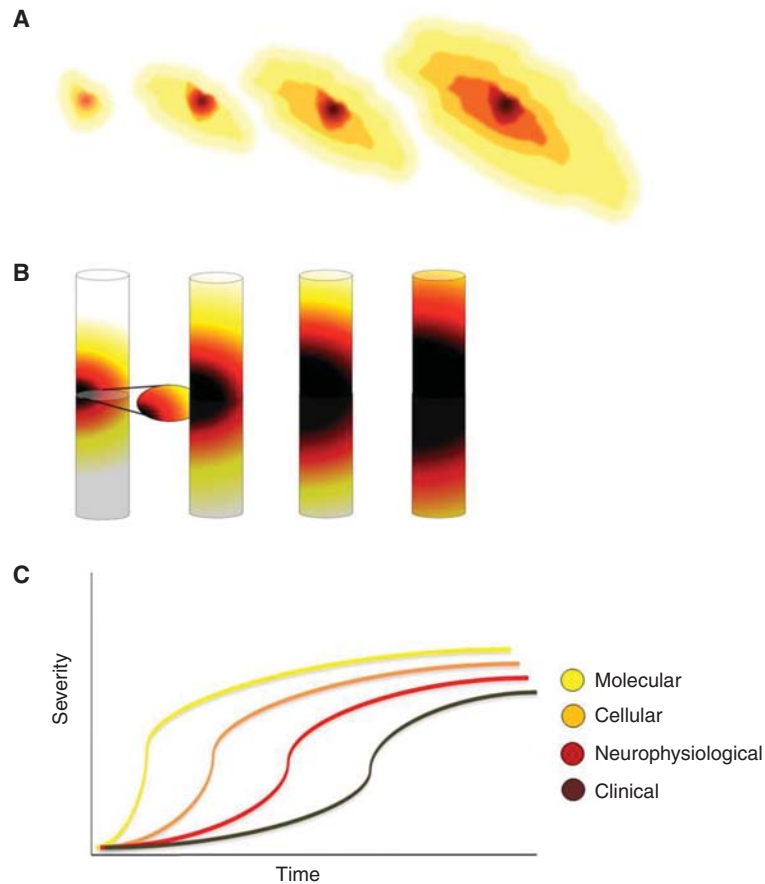 A
B
C
Severity
Time
Molecular
Cellular
Neurophysiological
Clinical